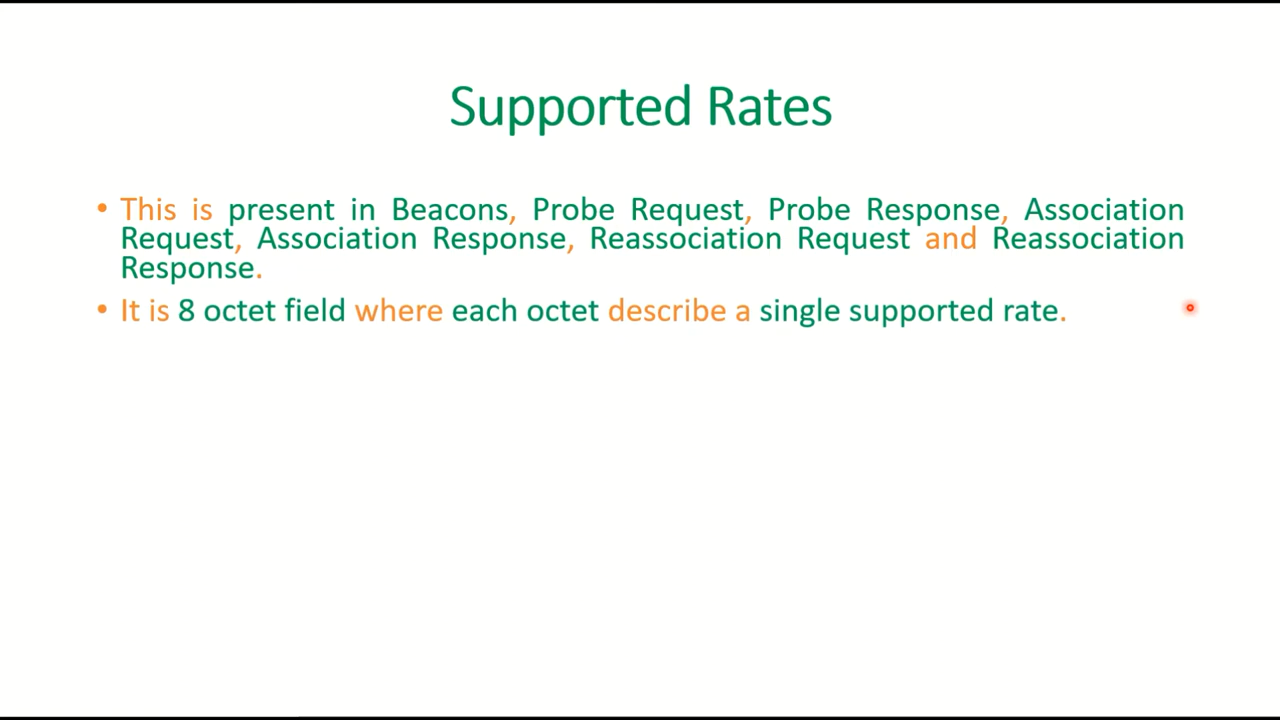 Supported Rates
• This is present in Beacons, Probe Request, Probe Response, Association
Request, Association Response, Reassociation Request and Reassociation
Response.
• It is 8 octet field where each octet describe a single supported rate.